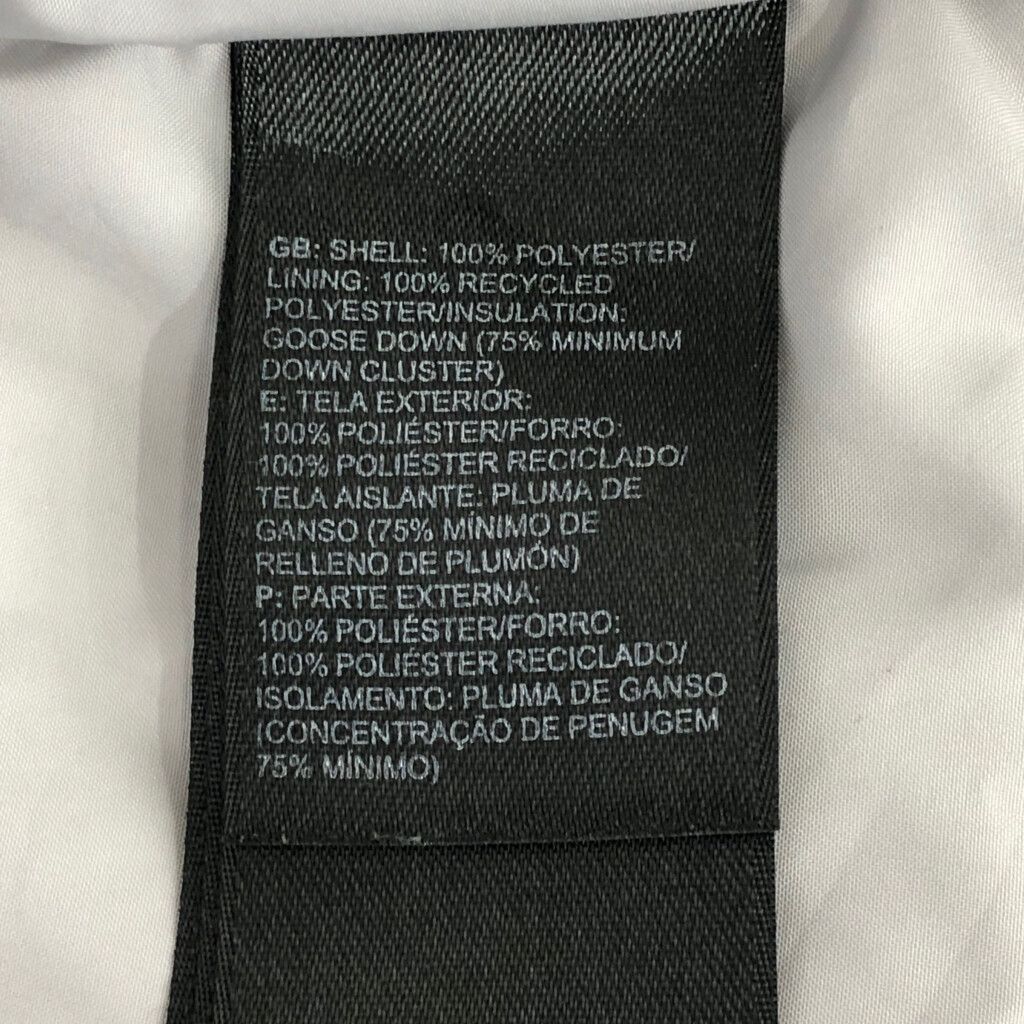 GB: SHELL: 100% POLYESTER/
LINING: 100% RECYCLED
POLYESTER/INSULATION:
GOOSE DOWN (75% MINIMUM
DOWN CLUSTER)
E: TELA EXTERIOR:
100% POLIÉSTER/FORRO:
100% POLIÉSTER RECICLADO/
TELA AISLANTE: PLUMA DE
GANSO (75% MÍNIMO DE
RELLENO DE PLUMÓN)
P: PARTE EXTERNA:
100% POLIÉSTER/FORRO:
100% POLIÉSTER RECICLADO/
ISOLAMENTO: PLUMA DE GANSO
(CONCENTRAÇÃO DE PENUGEM
75% MÍNIMO)